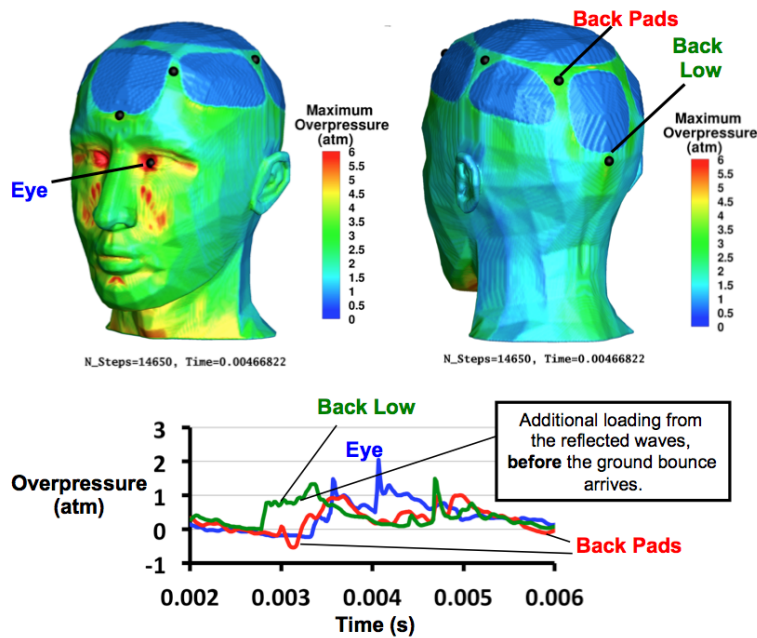 Back Pads
Back
Low
Maximum
Overpressure
(atm)
6
5.5
5
4.5
4
3.5
3
2.5
2
1.5
1
0.5
0
Eye
N_Steps=14650, Time=0.00466822
Maximum
Overpressure
(atm)
6
5.5
5
4.5
4
3.5
3
2.5
2
1.5
1
0.5
0
N_Steps=14650, Time=0.00466822
Back Low
Eye
Additional loading from
the reflected waves,
before the ground bounce
arrives.
Overpressure
(atm)
3
2
1
0
-1
Back Pads
0.002 0.003 0.004 0.005 0.006
Time (s)